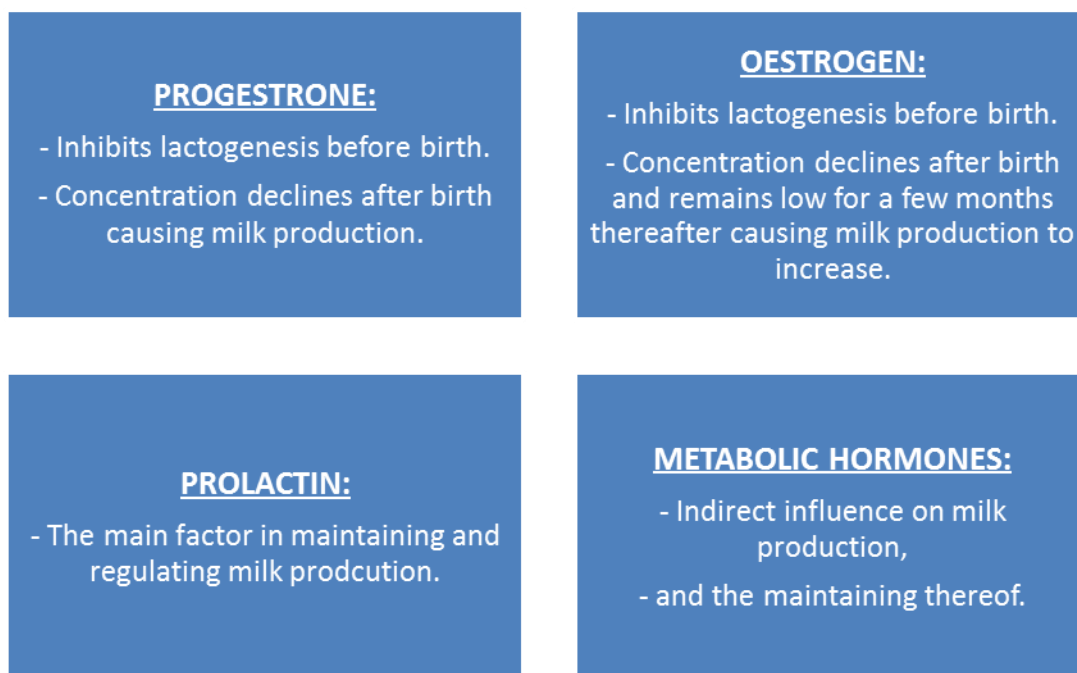 PROGESTRONE:
- Inhibits lactogenesis before birth.
- Concentration declines after birth
causing milk production.
OESTROGEN:
- Inhibits lactogenesis before birth.
- Concentration declines after birth
and remains low for a few months
thereafter causing milk production to
increase.
PROLACTIN:
- The main factor in maintaining and
regulating milk prodcution.
METABOLIC HORMONES:
- Indirect influence on milk
production,
- and the maintaining thereof.